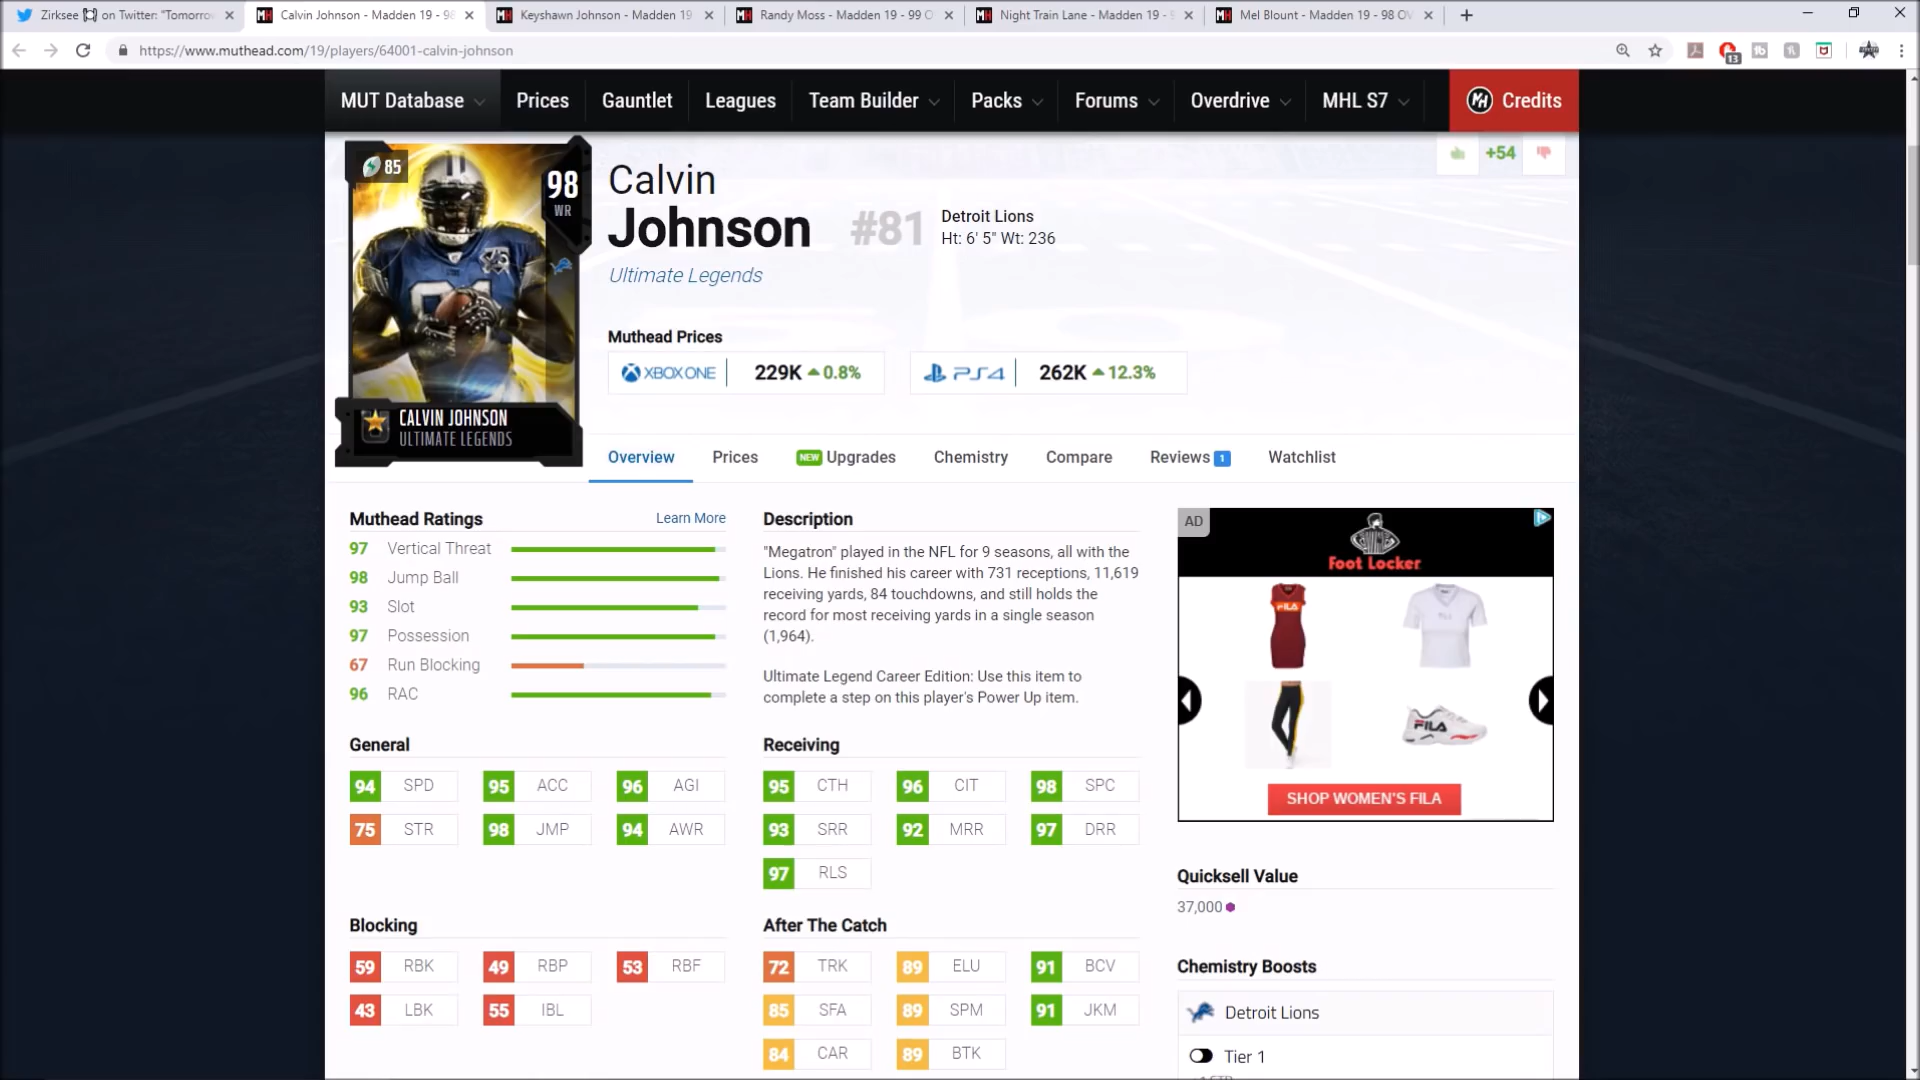 Zirksee on Twitter: "Tomorro
Calvin Johnson - Madden 19 - 98
Keyshawn Johnson - Madden 19
Randy Moss - Madden 19 - 99 O
Night Train Lane - Madden 19 - 9
Mel Blount - Madden 19 - 98 OV
https://www.muthead.com/19/players/64001-calvin-johnson
13
MUT Database
Prices
Gauntlet
Leagues
Team Builder
Packs
Forums
Overdrive
MHL S7
MH Credits
85
98
WR
CALVIN JOHNSON
ULTIMATE LEGENDS
Calvin
Johnson
#81
Detroit Lions
Ht: 6' 5" Wt: 236
Ultimate Legends
+54
Muthead Prices
XBOX ONE 229K 0.8%
PS4 262K 12.3%
Overview
Prices
NEW Upgrades
Chemistry
Compare
Reviews 1
Watchlist
Muthead Ratings
Learn More
97 Vertical Threat
98 Jump Ball
93 Slot
97 Possession
67 Run Blocking
96 RAC
Description
"Megatron" played in the NFL for 9 seasons, all with the
Lions. He finished his career with 731 receptions, 11,619
receiving yards, 84 touchdowns, and still holds the
record for most receiving yards in a single season
(1,964).
Ultimate Legend Career Edition: Use this item to
complete a step on this player's Power Up item.
General
94 SPD 95 ACC 96 AGI
75 STR 98 JMP 94 AWR
Receiving
95 CTH 96 CIT 98 SPC
93 SRR 92 MRR 97 DRR
97 RLS
Blocking
59 RBK 49 RBP 53 RBF
43 LBK 55 IBL
After The Catch
72 TRK 89 ELU 91 BCV
85 SFA 89 SPM 91 JKM
84 CAR 89 BTK
AD
Foot Locker
FILA
FILA
SHOP WOMEN'S FILA
Quicksell Value
37,000
Chemistry Boosts
Detroit Lions
Tier 1